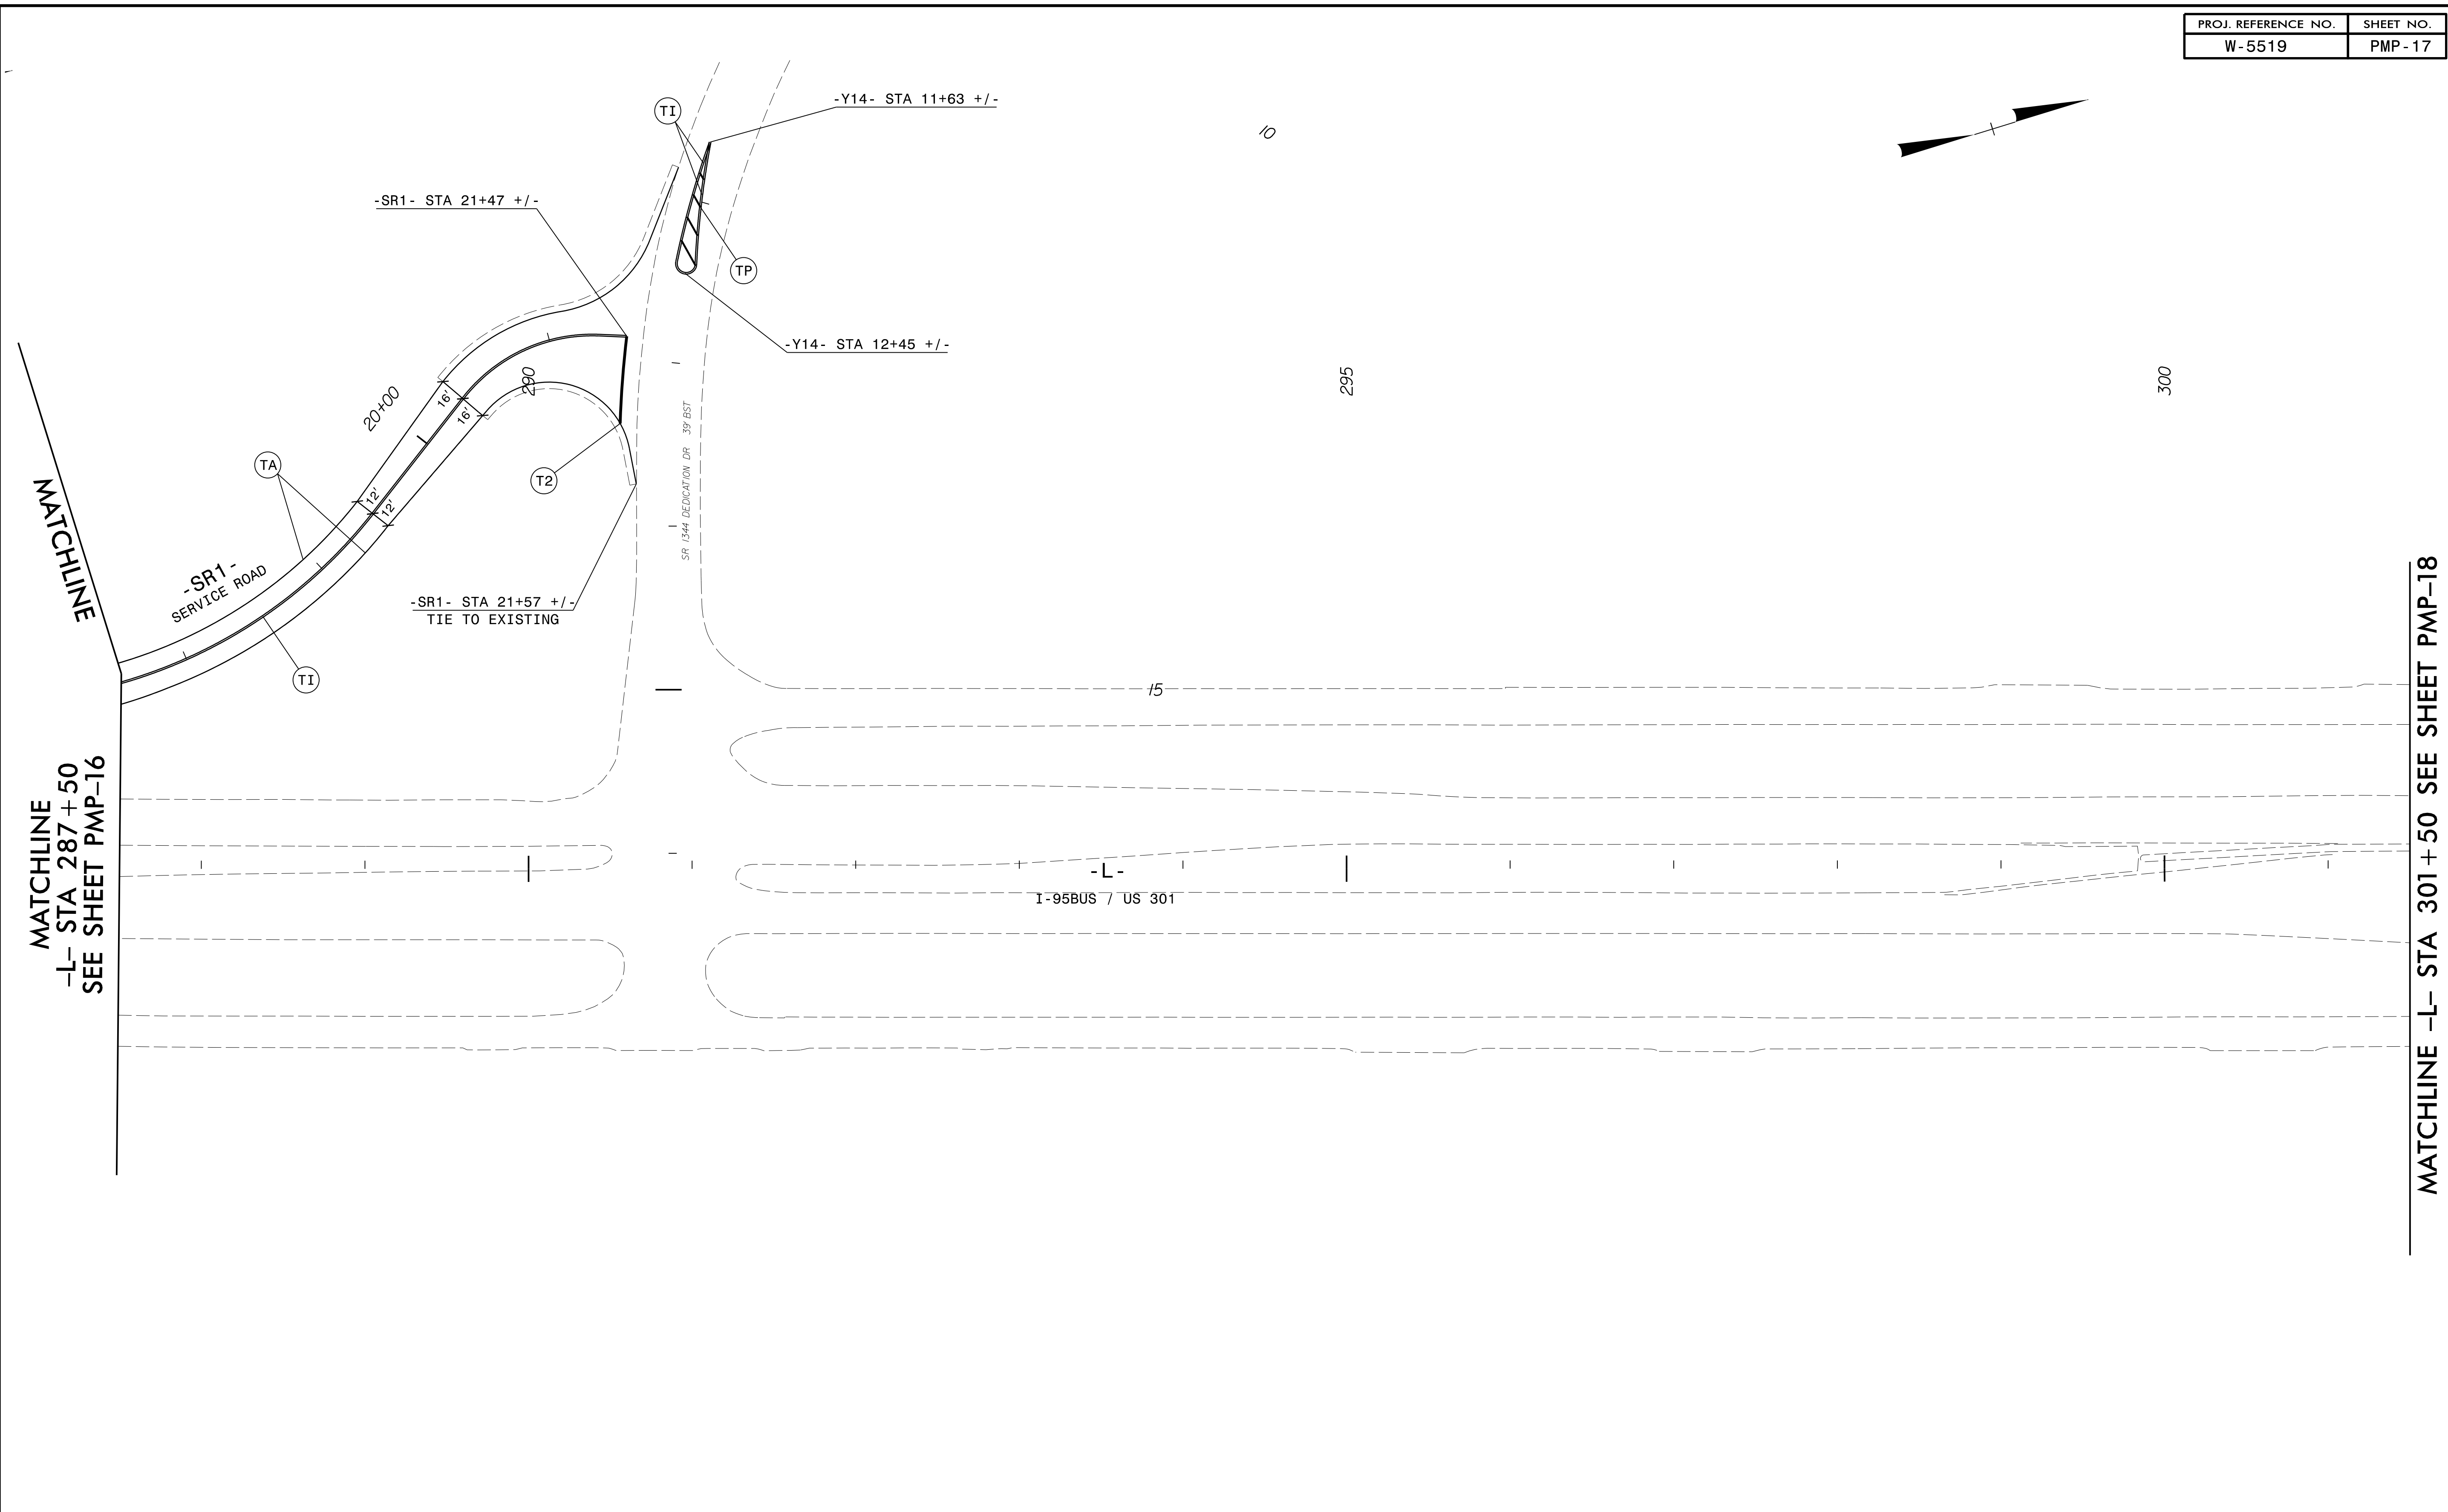 PROJ. REFERENCE NO.
SHEET NO.
W-5519
PMP-17
TI
-Y14- STA 11+63 +/-
10
-SR1- STA 21+47 +/-
TP
-Y14- STA 12+45 +/-
20+00
16'
16'
290
295
300
SR 1344 DEDICATION DR 39' BST
TA
T2
12'
12'
MATCHLINE
-SR1-
SERVICE ROAD
-SR1- STA 21+57 +/-
TIE TO EXISTING
TI
15
MATCHLINE
-L- STA 287+50
SEE SHEET PMP-16
-L-
I-95BUS / US 301
MATCHLINE -L- STA 301+50 SEE SHEET PMP-18